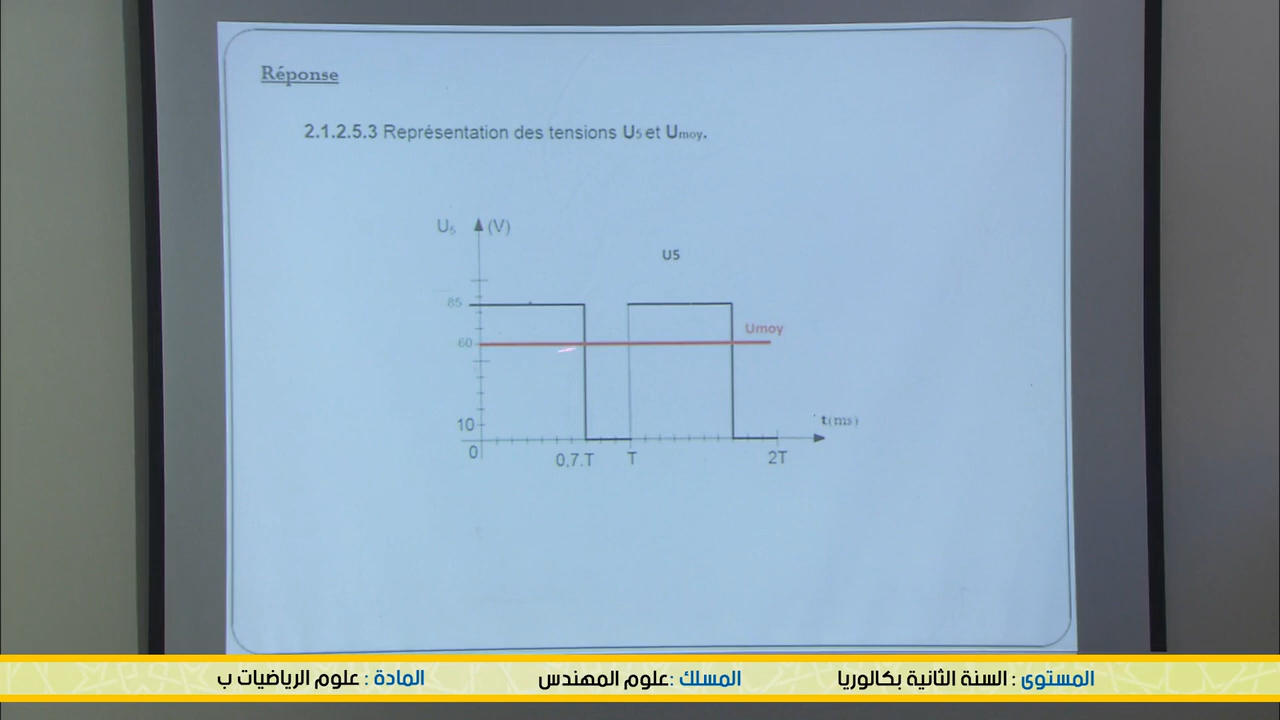 Réponse
2.1.2.5.3 Représentation des tensions U5 et Umoy.
U5 (V)
U5
85
Umoy
60
10
t(ms)
0
0.7.T
T
2T
المستوى : السنة الثانية بكالوريا
المسلك :علوم المهندس
المادة : علوم الرياضيات ب